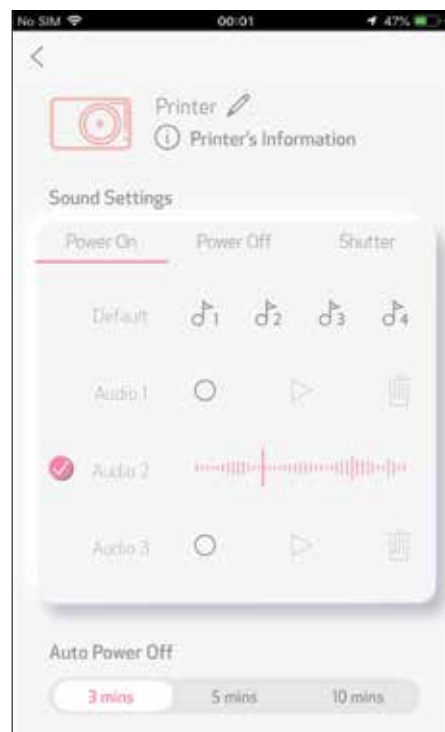 No SIM 00:01 47%
Printer
Printer's Information
Sound Settings
Power On Power Off Shutter
Default 1 2 3 4
Audio 1
Audio 2
Audio 3
Auto Power Off
3 mins 5 mins 10 mins